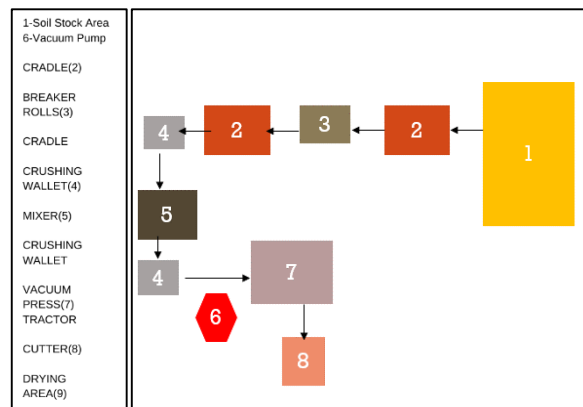 1-Soil Stock Area
6-Vacuum Pump
CRADLE(2)
BREAKER
ROLLS(3)
CRADLE
CRUSHING
WALLET(4)
MIXER(5)
CRUSHING
WALLET
VACUUM
PRESS(7)
TRACTOR
CUTTER(8)
DRYING
AREA(9)
4
2
3
2
1
5
4
7
6
8